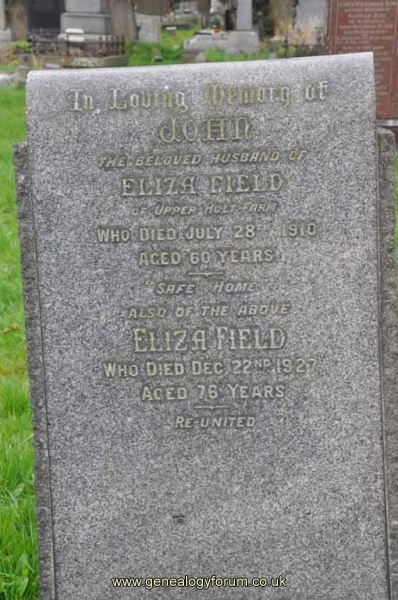 In Loving Memory of
JOHN
THE BELOVED HUSBAND OF
ELIZA FIELD
OF UPPER HOLT FARM
WHO DIED JULY 28TH 1910
AGED 60 YEARS
"SAFE HOME"
ALSO OF THE ABOVE
ELIZA FIELD
WHO DIED DEC. 22ND 1927
AGED 76 YEARS
RE-UNITED
www.genealogyforum.co.uk